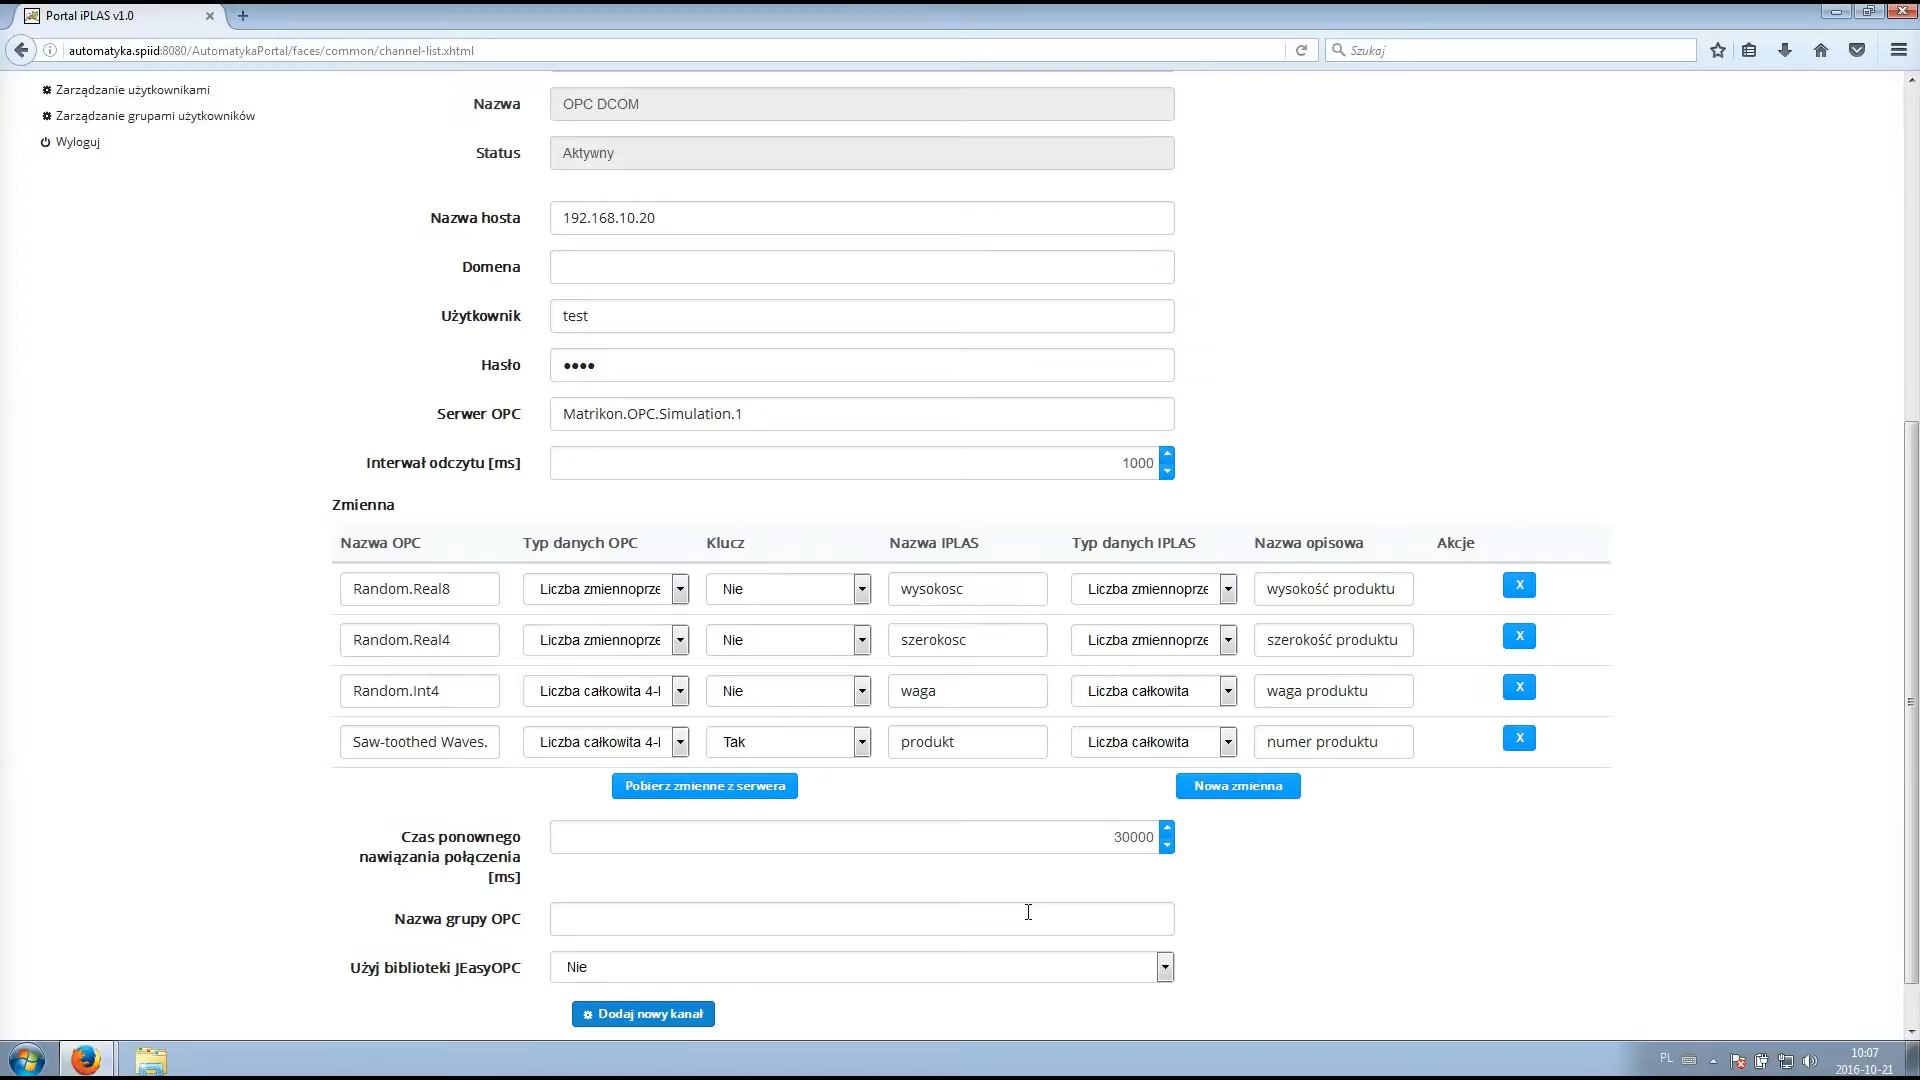 Portal iPLAS v1.0
automatyka.spiid:8080/AutomatykaPortal/faces/common/channel-list.xhtml
Szukaj
Zarządzanie użytkownikami
Zarządzanie grupami użytkowników
Wyloguj
Nazwa OPC DCOM
Status Aktywny
Nazwa hosta 192.168.10.20
Domena
Użytkownik test
Hasło ••••
Serwer OPC Matrikon.OPC.Simulation.1
Interwał odczytu [ms] 1000
Zmienna
Nazwa OPC Typ danych OPC Klucz Nazwa IPLAS Typ danych IPLAS Nazwa opisowa Akcje
Random.Real8 Liczba zmiennoprze Nie wysokosc Liczba zmiennoprze wysokość produktu X
Random.Real4 Liczba zmiennoprze Nie szerokosc Liczba zmiennoprze szerokość produktu X
Random.Int4 Liczba całkowita 4-l Nie waga Liczba całkowita waga produktu X
Saw-toothed Waves. Liczba całkowita 4-l Tak produkt Liczba całkowita numer produktu X
Pobierz zmienne z serwera Nowa zmienna
Czas ponownego
nawiązania połączenia
[ms]
30000
Nazwa grupy OPC
Użyj biblioteki JEasyOPC Nie
Dodaj nowy kanał
PL
10:07
2016-10-21